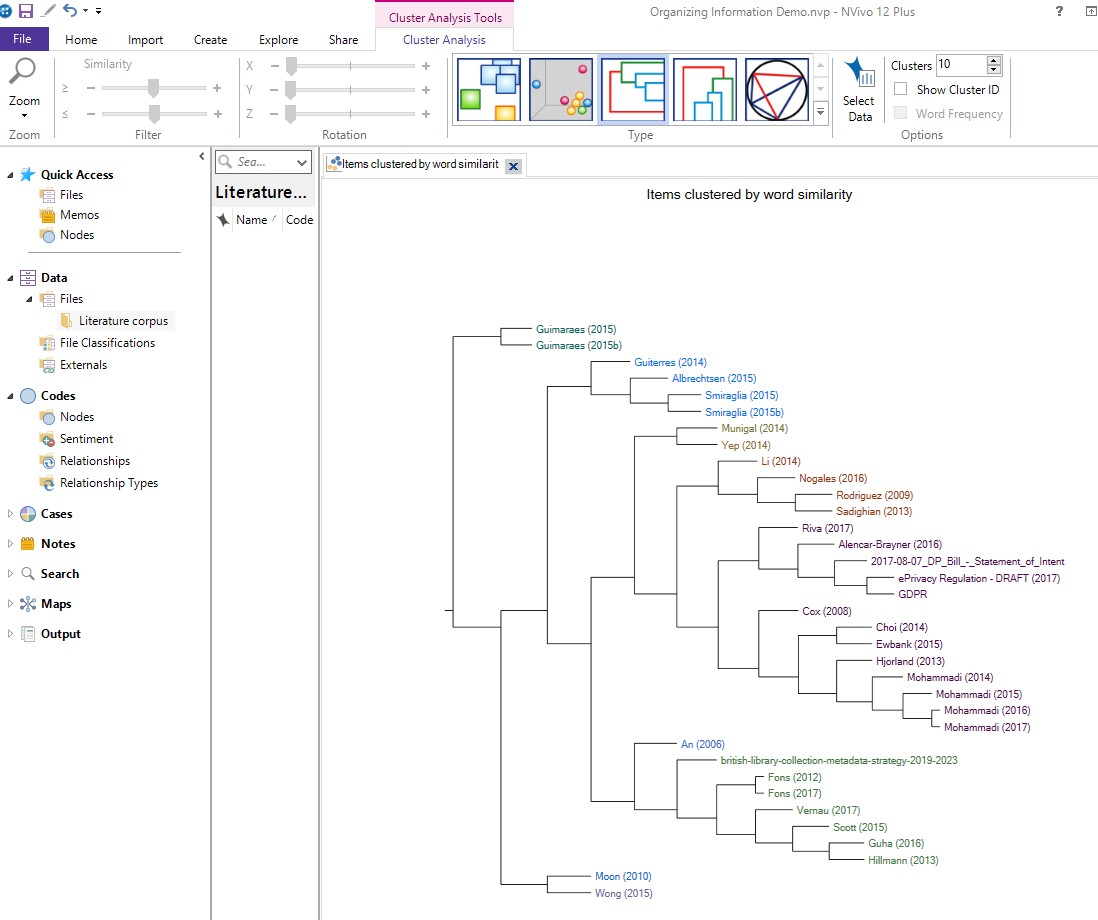 Cluster Analysis Tools
Organizing Information Demo.nvp - NVivo 12 Plus
?
File
Home
Import
Create
Explore
Share
Cluster Analysis
Zoom
Zoom
Similarity
≥
≤
Filter
X
Y
Z
Rotation
Type
Select
Data
Clusters 10
Show Cluster ID
Word Frequency
Options
Quick Access
Files
Memos
Nodes
Data
Files
Literature corpus
File Classifications
Externals
Codes
Nodes
Sentiment
Relationships
Relationship Types
Cases
Notes
Search
Maps
Output
Sea...
Literature...
Name
Code
Items clustered by word similarit
Items clustered by word similarity
Guimaraes (2015)
Guimaraes (2015b)
Guiterres (2014)
Albrechtsen (2015)
Smiraglia (2015)
Smiraglia (2015b)
Munigal (2014)
Yep (2014)
Li (2014)
Nogales (2016)
Rodriguez (2009)
Sadighian (2013)
Riva (2017)
Alencar-Brayner (2016)
2017-08-07_DP_Bill_-_Statement_of_Intent
ePrivacy Regulation - DRAFT (2017)
GDPR
Cox (2008)
Choi (2014)
Ewbank (2015)
Hjorland (2013)
Mohammadi (2014)
Mohammadi (2015)
Mohammadi (2016)
Mohammadi (2017)
An (2006)
british-library-collection-metadata-strategy-2019-2023
Fons (2012)
Fons (2017)
Vernau (2017)
Scott (2015)
Guha (2016)
Hillmann (2013)
Moon (2010)
Wong (2015)